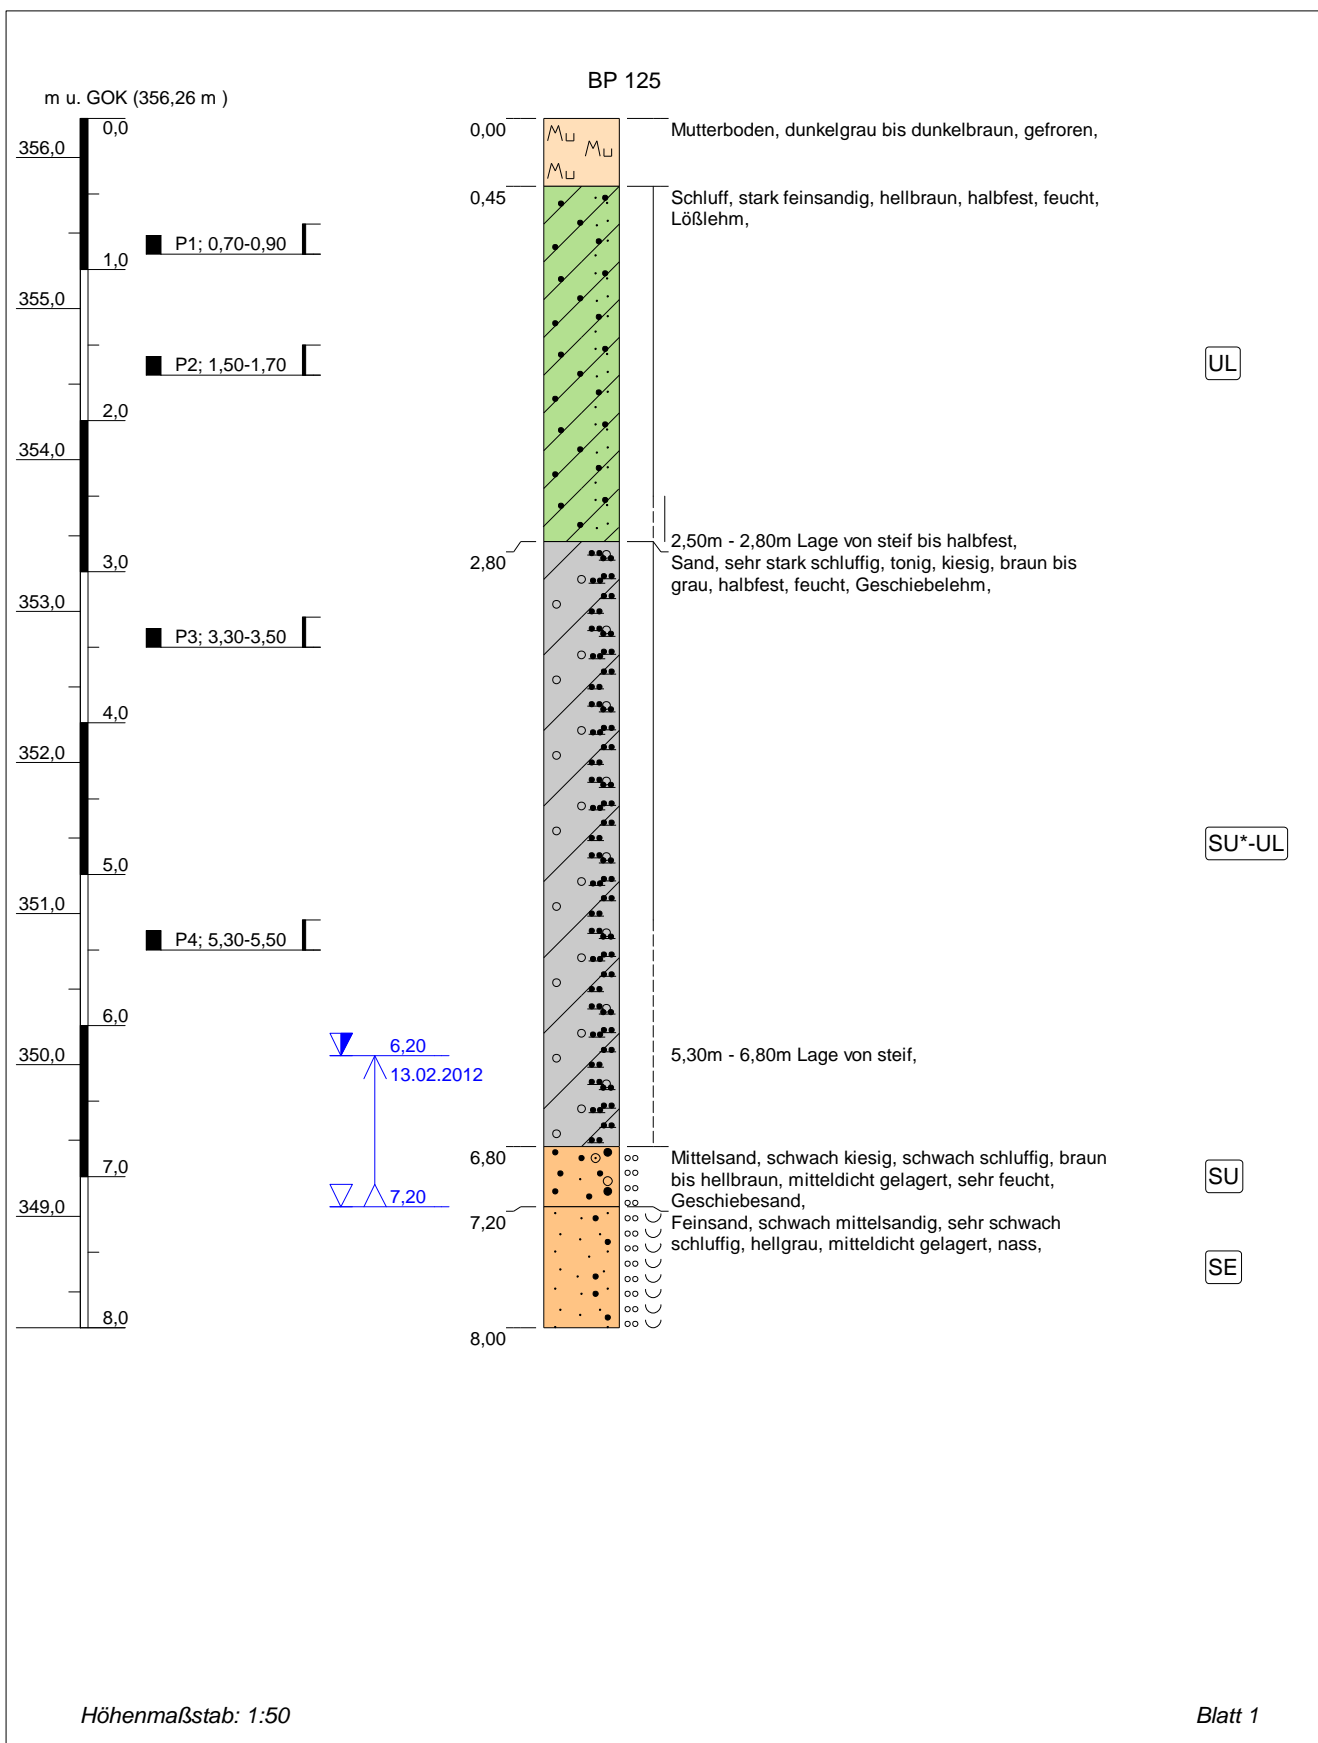 BP 125
m u. GOK (356,26 m )
0,0
356,0
1,0
355,0
2,0
354,0
3,0
353,0
4,0
352,0
5,0
351,0
6,0
350,0
7,0
349,0
8,0
P1; 0,70-0,90
P2; 1,50-1,70
P3; 3,30-3,50
P4; 5,30-5,50
6,20
13.02.2012
7,20
0,00
Mu
Mu
Mu
Mutterboden, dunkelgrau bis dunkelbraun, gefroren,
0,45
Schluff, stark feinsandig, hellbraun, halbfest, feucht,
Lößlehm,
UL
2,50m - 2,80m Lage von steif bis halbfest,
2,80
Sand, sehr stark schluffig, tonig, kiesig, braun bis
grau, halbfest, feucht, Geschiebelehm,
SU*-UL
5,30m - 6,80m Lage von steif,
6,80
Mittelsand, schwach kiesig, schwach schluffig, braun
bis hellbraun, mitteldicht gelagert, sehr feucht,
Geschiebesand,
SU
7,20
Feinsand, schwach mittelsandig, sehr schwach
schluffig, hellgrau, mitteldicht gelagert, nass,
SE
8,00
Höhenmaßstab: 1:50
Blatt 1